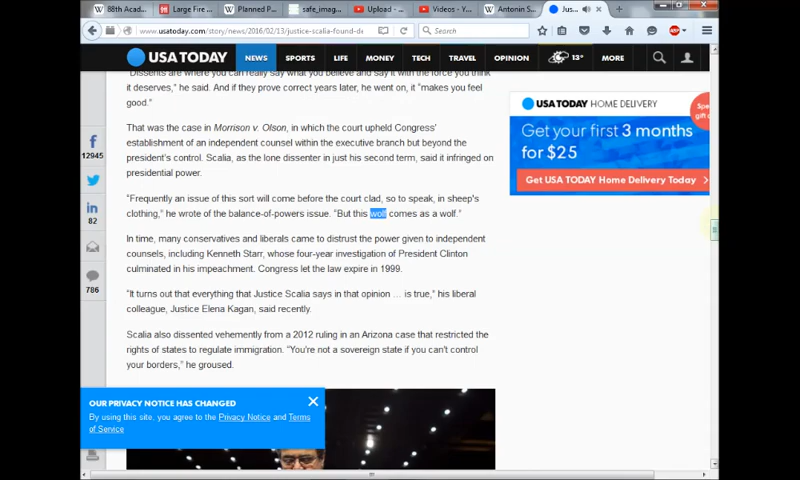 88th Acad...
Large Fire ...
Planned P...
safe_imag...
Upload - ...
Videos - Y...
Antonin S...
Jus...
www.usatoday.com/story/news/2016/02/13/justice-scalia-found-de
Search
USA TODAY NEWS SPORTS LIFE MONEY TECH TRAVEL OPINION 13° MORE
"Dissents are where you can really say what you believe and say it with the force you think
it deserves," he said. And if they prove correct years later, he went on, it "makes you feel
good."
That was the case in Morrison v. Olson, in which the court upheld Congress'
establishment of an independent counsel within the executive branch but beyond the
president's control. Scalia, as the lone dissenter in just his second term, said it infringed on
presidential power.
"Frequently an issue of this sort will come before the court clad, so to speak, in sheep's
clothing," he wrote of the balance-of-powers issue. "But this wolf comes as a wolf."
In time, many conservatives and liberals came to distrust the power given to independent
counsels, including Kenneth Starr, whose four-year investigation of President Clinton
culminated in his impeachment. Congress let the law expire in 1999.
"It turns out that everything that Justice Scalia says in that opinion … is true," his liberal
colleague, Justice Elena Kagan, said recently.
Scalia also dissented vehemently from a 2012 ruling in an Arizona case that restricted the
rights of states to regulate immigration. "You're not a sovereign state if you can't control
your borders," he groused.
12945
82
786
USA TODAY HOME DELIVERY
Spe
gift c
Get your first 3 months
for $25
Get USA TODAY Home Delivery Today
OUR PRIVACY NOTICE HAS CHANGED
By using this site, you agree to the Privacy Notice and Terms
of Service